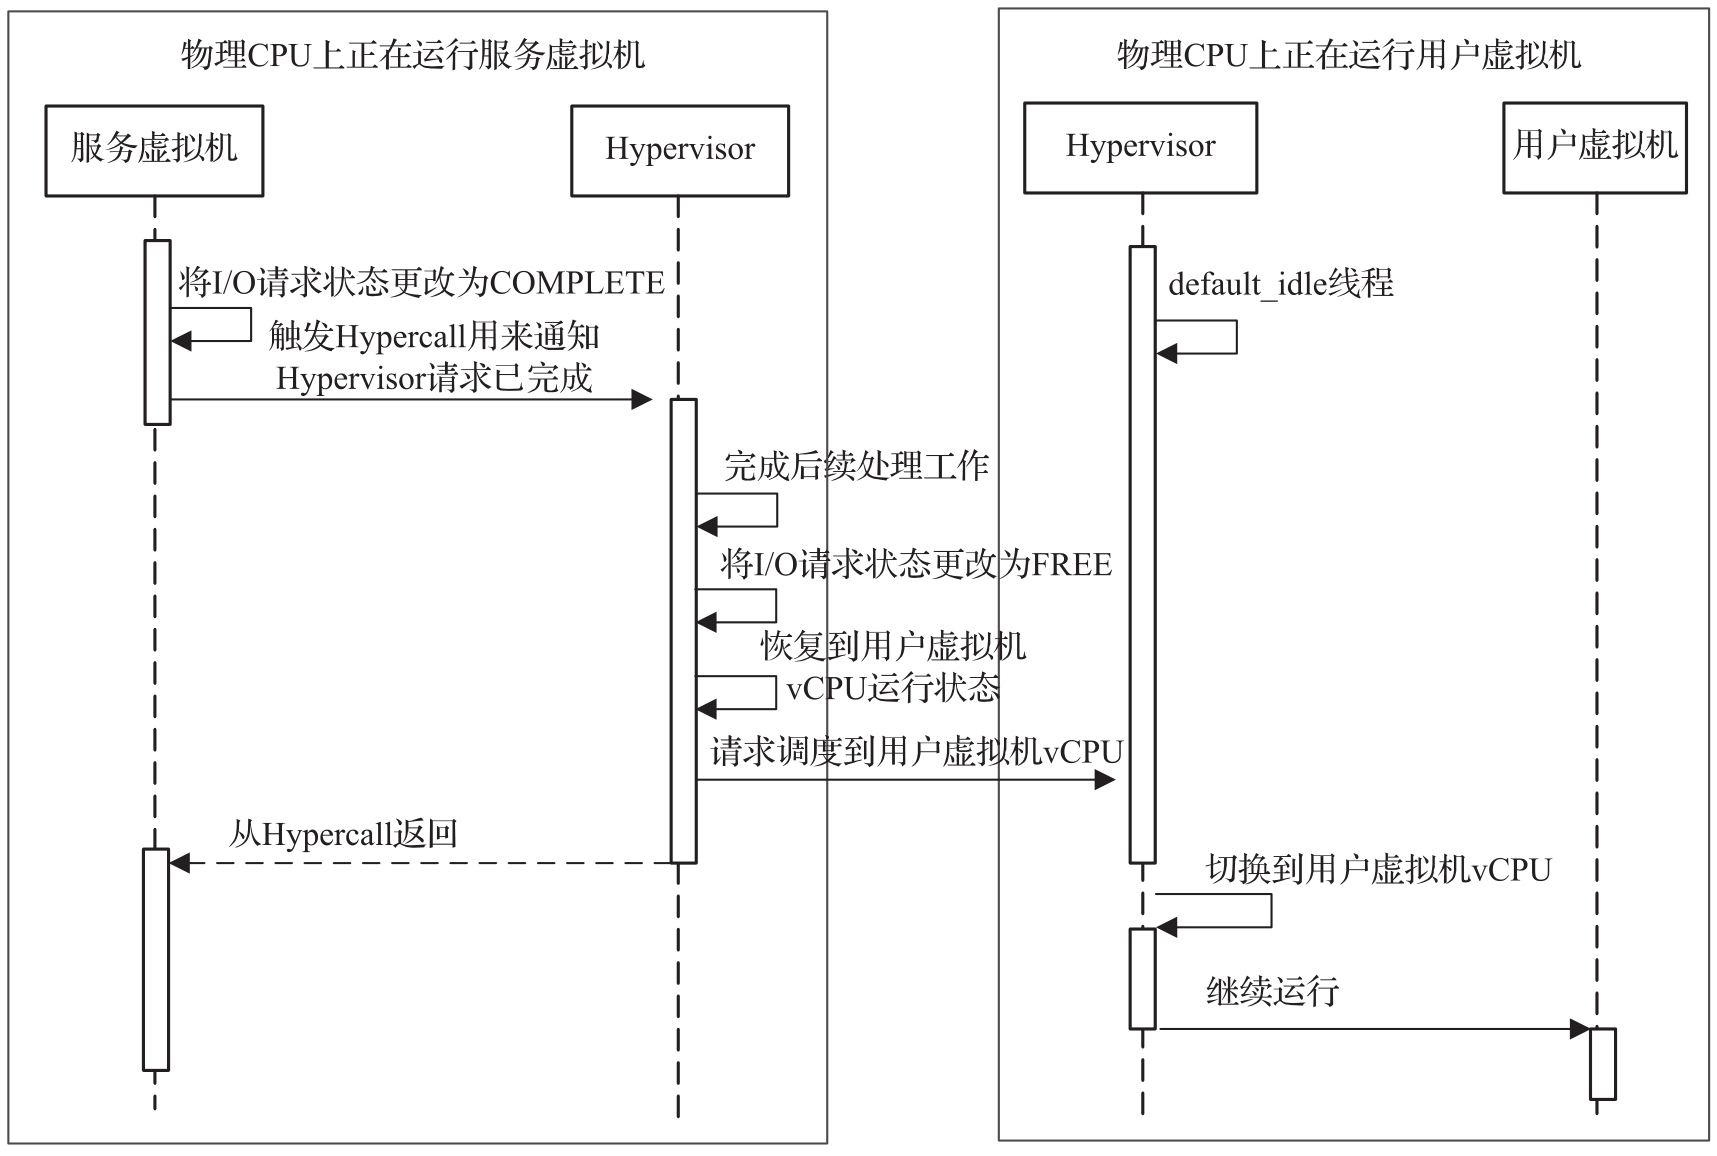 物理CPU上正在运行服务虚拟机
服务虚拟机
Hypervisor
将I/O请求状态更改为COMPLETE
触发Hypercall用来通知
Hypervisor请求已完成
完成后续处理工作
将I/O请求状态更改为FREE
恢复到用户虚拟机
vCPU运行状态
请求调度到用户虚拟机vCPU
从Hypercall返回
物理CPU上正在运行用户虚拟机
Hypervisor
用户虚拟机
default_idle线程
切换到用户虚拟机vCPU
继续运行